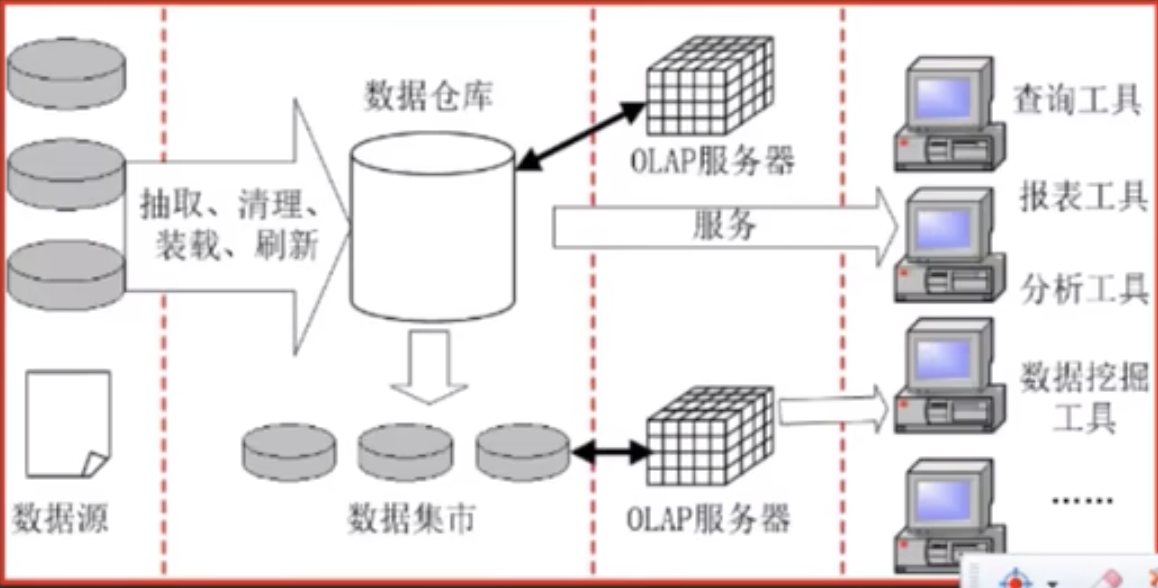 数据仓库
OLAP服务器
查询工具
抽取、清理、
装载、刷新
服务
报表工具
分析工具
数据挖掘
工具
数据源
数据集市
OLAP服务器
……